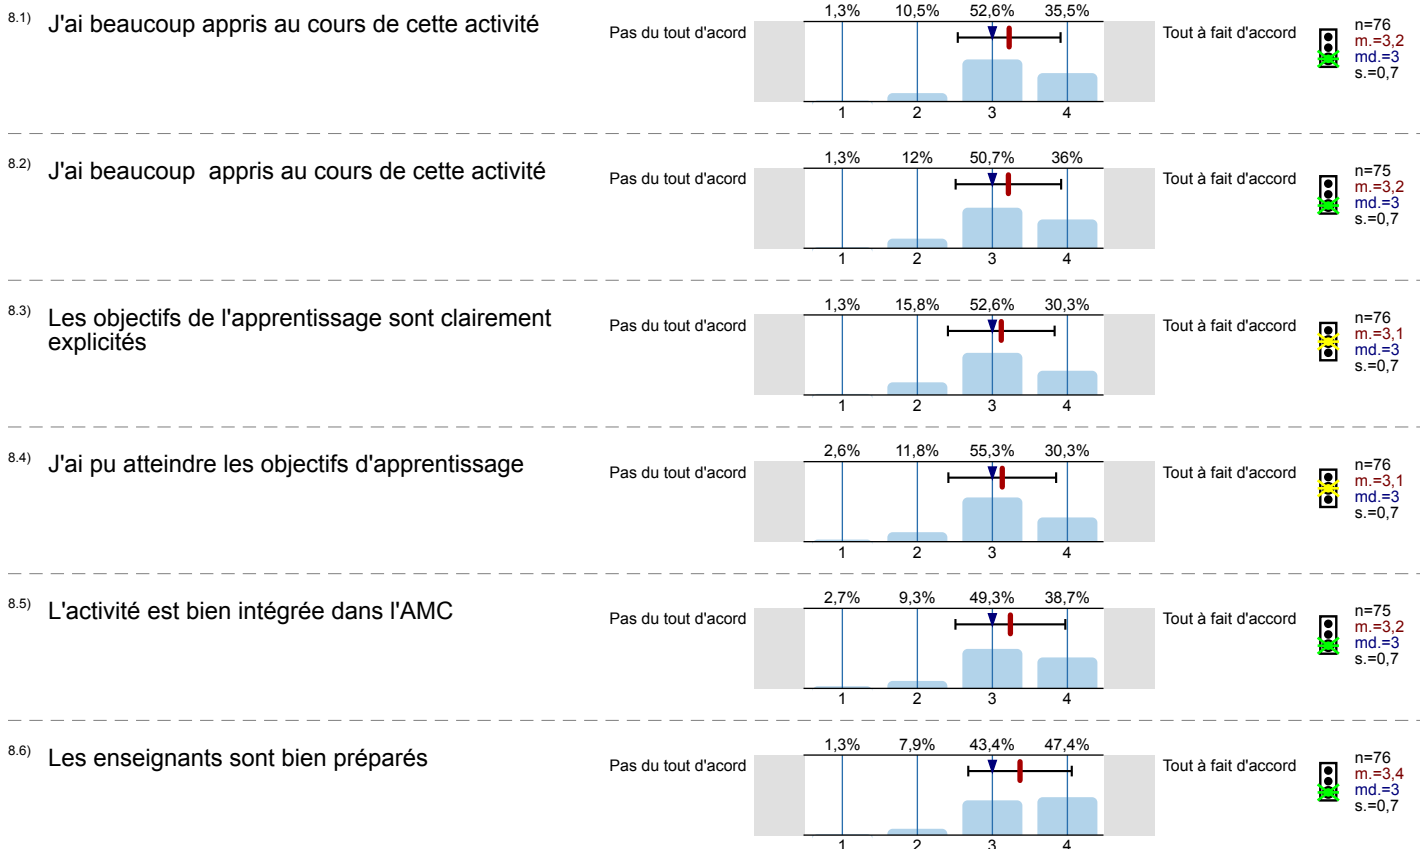 8.1) J'ai beaucoup appris au cours de cette activité
Pas du tout d'acord
1,3% 10,5% 52,6% 35,5%
1 2 3 4
Tout à fait d'accord
n=76
m.=3,2
md.=3
s.=0,7
8.2) J'ai beaucoup  appris au cours de cette activité
Pas du tout d'acord
1,3% 12% 50,7% 36%
1 2 3 4
Tout à fait d'accord
n=75
m.=3,2
md.=3
s.=0,7
8.3) Les objectifs de l'apprentissage sont clairement
explicités
Pas du tout d'acord
1,3% 15,8% 52,6% 30,3%
1 2 3 4
Tout à fait d'accord
n=76
m.=3,1
md.=3
s.=0,7
8.4) J'ai pu atteindre les objectifs d'apprentissage
Pas du tout d'acord
2,6% 11,8% 55,3% 30,3%
1 2 3 4
Tout à fait d'accord
n=76
m.=3,1
md.=3
s.=0,7
8.5) L'activité est bien intégrée dans l'AMC
Pas du tout d'acord
2,7% 9,3% 49,3% 38,7%
1 2 3 4
Tout à fait d'accord
n=75
m.=3,2
md.=3
s.=0,7
8.6) Les enseignants sont bien préparés
Pas du tout d'acord
1,3% 7,9% 43,4% 47,4%
1 2 3 4
Tout à fait d'accord
n=76
m.=3,4
md.=3
s.=0,7